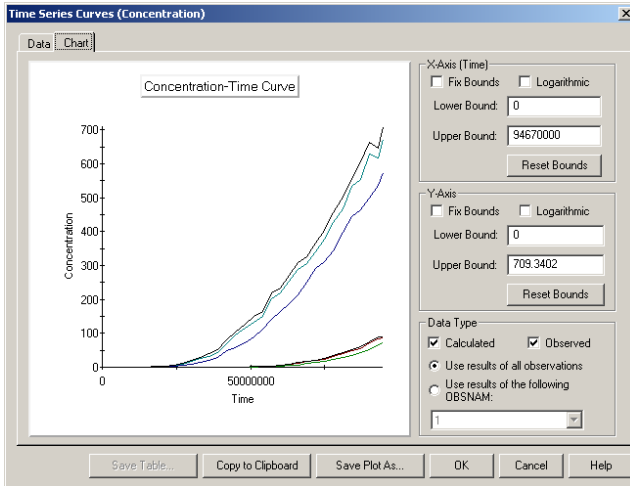 Time Series Curves (Concentration)
Data Chart
Concentration-Time Curve
700
600
500
400
300
200
100
0
Concentration
0 50000000
Time
X-Axis (Time)
Fix Bounds Logarithmic
Lower Bound: 0
Upper Bound: 94670000
Reset Bounds
Y-Axis
Fix Bounds Logarithmic
Lower Bound: 0
Upper Bound: 709.3402
Reset Bounds
Data Type
Calculated Observed
Use results of all observations
Use results of the following
OBSNAM:
1
Save Table... Copy to Clipboard Save Plot As... OK Cancel Help